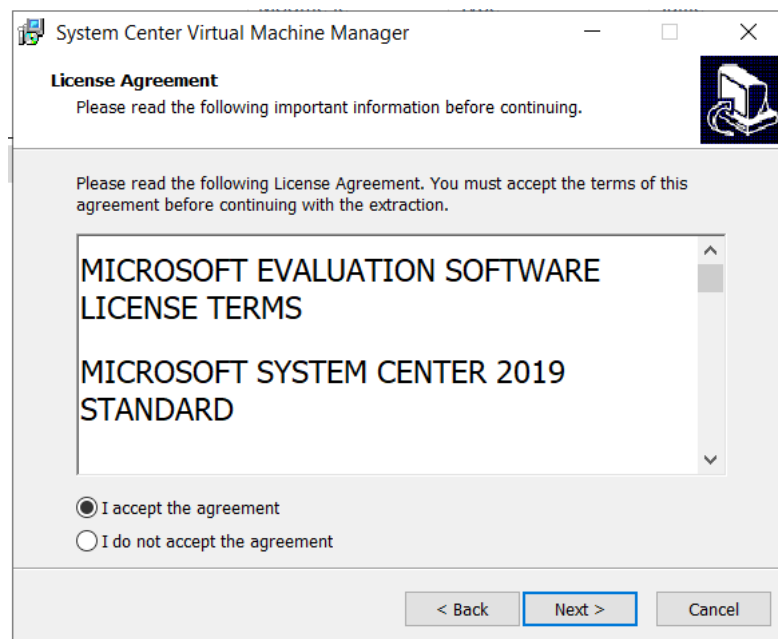 System Center Virtual Machine Manager
License Agreement
Please read the following important information before continuing.
Please read the following License Agreement. You must accept the terms of this
agreement before continuing with the extraction.
MICROSOFT EVALUATION SOFTWARE
LICENSE TERMS
MICROSOFT SYSTEM CENTER 2019
STANDARD
I accept the agreement
I do not accept the agreement
< Back
Next >
Cancel